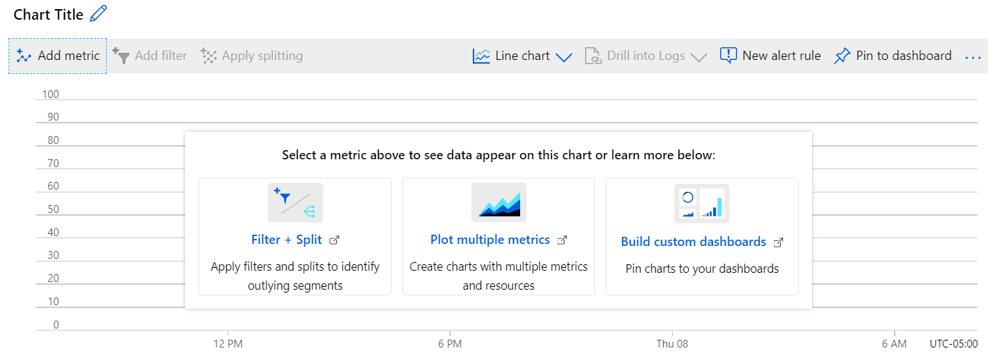 Chart Title
Add metric Add filter Apply splitting Line chart Drill into Logs New alert rule Pin to dashboard ...
100
90
80
70
60
50
40
30
20
10
0
Select a metric above to see data appear on this chart or learn more below:
Filter + Split
Apply filters and splits to identify
outlying segments
Plot multiple metrics
Create charts with multiple metrics
and resources
Build custom dashboards
Pin charts to your dashboards
12 PM 6 PM Thu 08 6 AM UTC-05:00